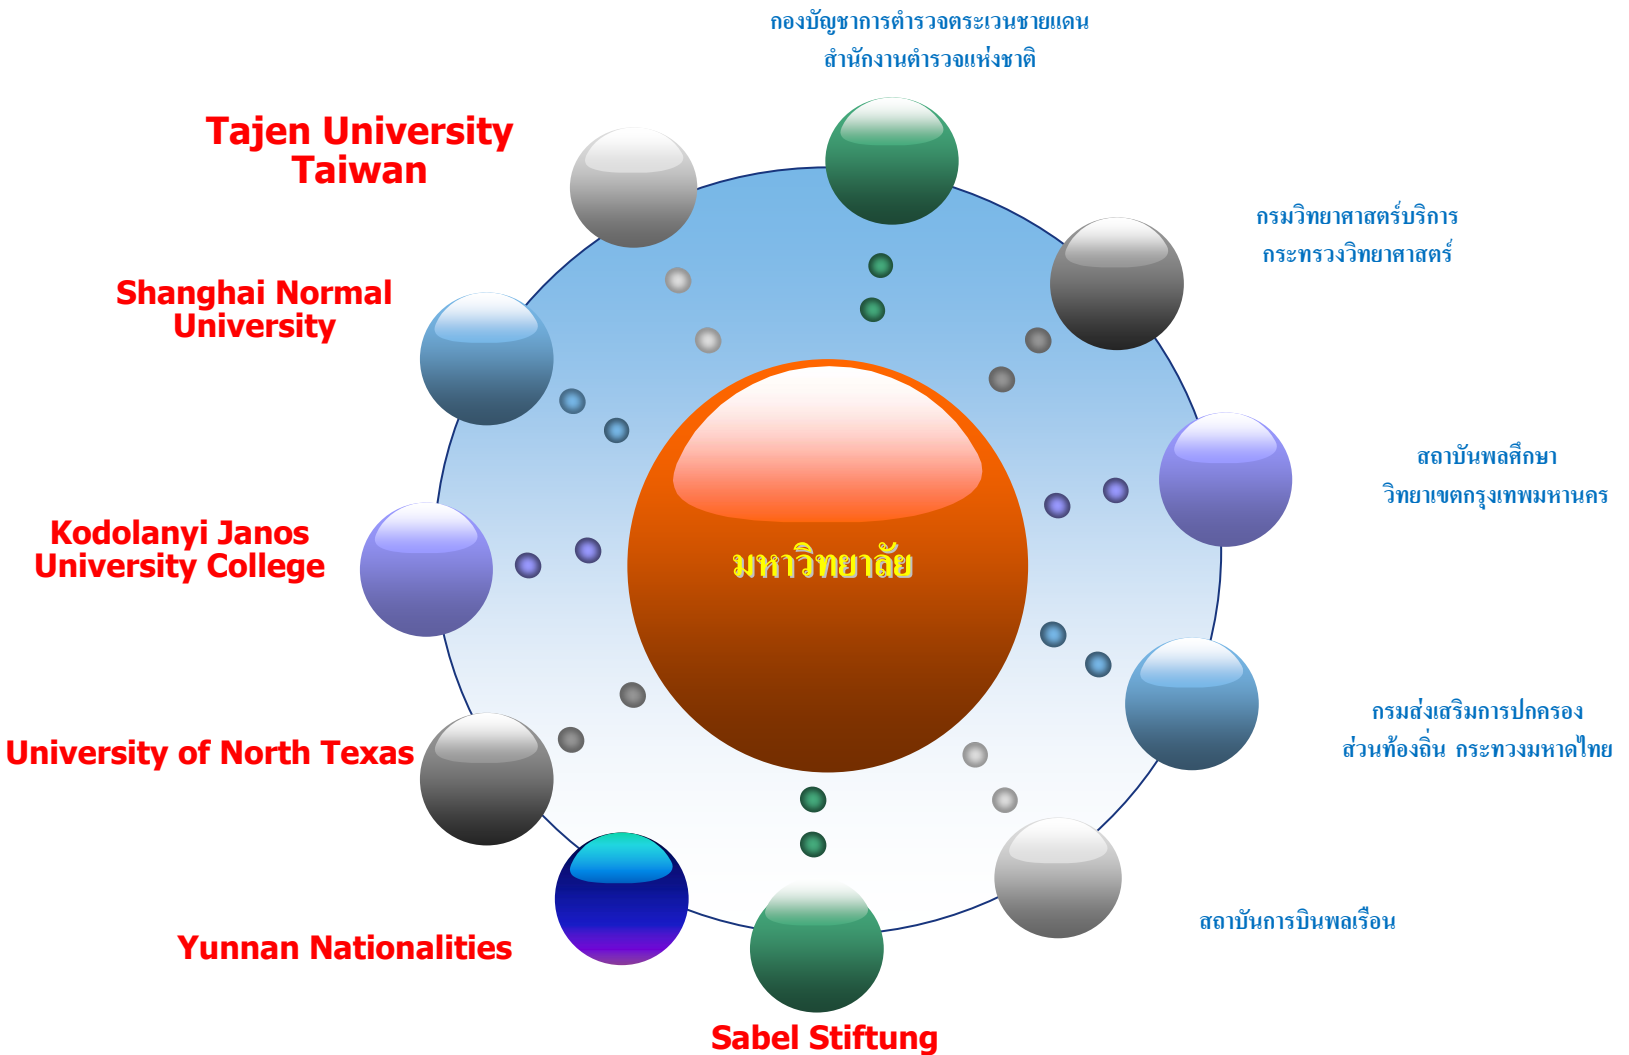 กองบัญชาการตำรวจตระเวนชายแดน
สำนักงานตำรวจแห่งชาติ
Tajen University
Taiwan
กรมวิทยาศาสตร์บริการ
กระทรวงวิทยาศาสตร์
Shanghai Normal
University
สถาบันพลศึกษา
วิทยาเขตกรุงเทพมหานคร
Kodolanyi Janos
University College
มหาวิทยาลัย
กรมส่งเสริมการปกครอง
ส่วนท้องถิ่น กระทวงมหาดไทย
University of North Texas
สถาบันการบินพลเรือน
Yunnan Nationalities
Sabel Stiftung